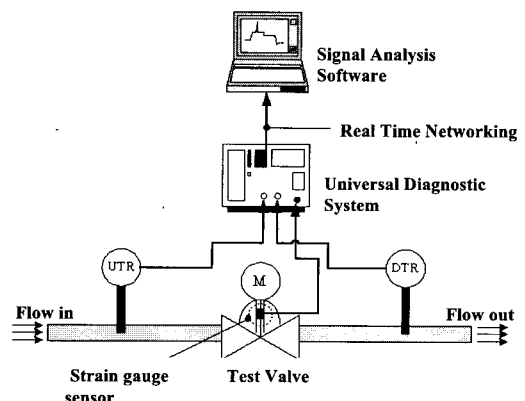 Signal Analysis
Software
Real Time Networking
Universal Diagnostic
System
UTR
M
DTR
Flow in
Flow out
Strain gauge
sensor
Test Valve